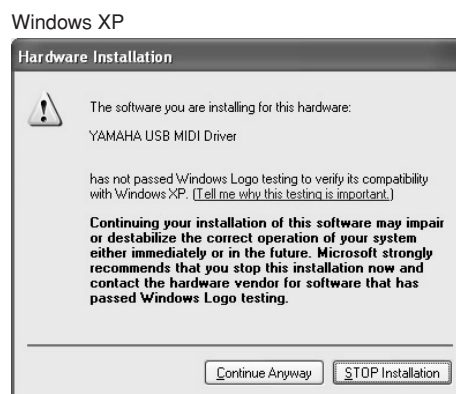 Windows XP
Hardware Installation
The software you are installing for this hardware:
YAMAHA USB MIDI Driver
has not passed Windows Logo testing to verify its compatibility
with Windows XP. (Tell me why this testing is important.)
Continuing your installation of this software may impair
or destabilize the correct operation of your system
either immediately or in the future. Microsoft strongly
recommends that you stop this installation now and
contact the hardware vendor for software that has
passed Windows Logo testing.
Continue Anyway
STOP Installation